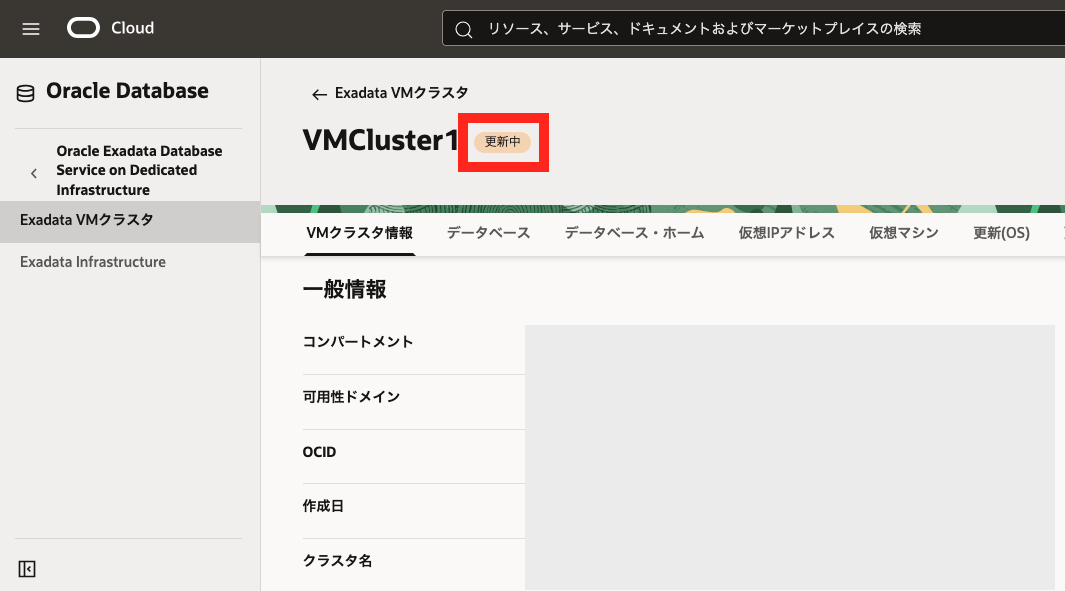 Cloud
リソース、サービス、ドキュメントおよびマーケットプレイスの検索
Oracle Database
Oracle Exadata Database
Service on Dedicated
Infrastructure
Exadata VMクラスタ
Exadata Infrastructure
← Exadata VMクラスタ
VMCluster1 更新中
VMクラスタ情報 データベース データベース・ホーム 仮想IPアドレス 仮想マシン 更新(OS)
一般情報
コンパートメント
可用性ドメイン
OCID
作成日
クラスタ名